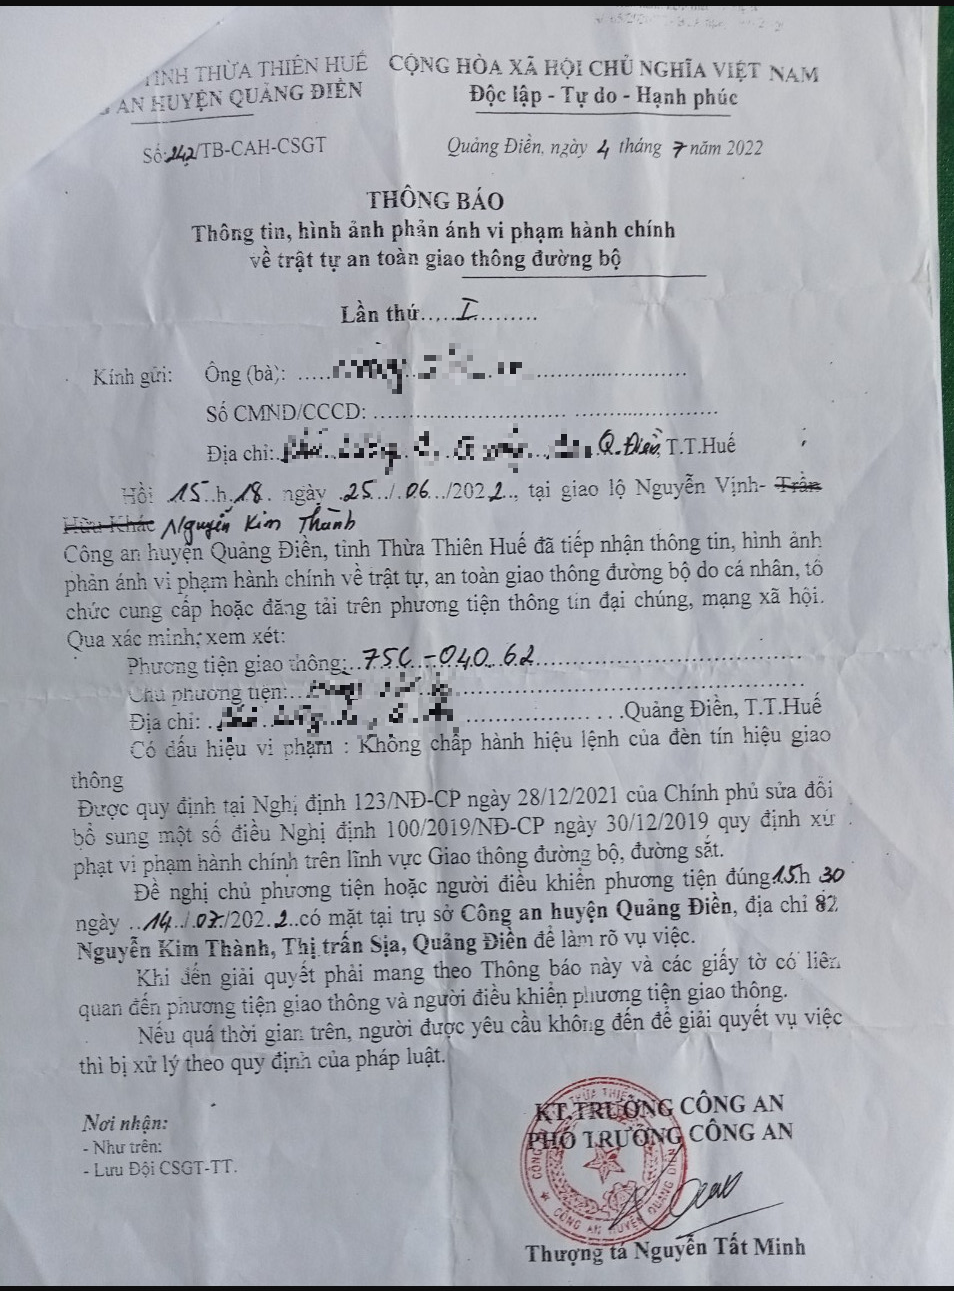 TỈNH THỪA THIÊN HUẾ CỘNG HÒA XÃ HỘI CHỦ NGHĨA VIỆT NAM
AN HUYỆN QUẢNG ĐIỀN Độc lập - Tự do - Hạnh phúc
Số:242/TB-CAH-CSGT Quảng Điền, ngày 4 tháng 7 năm 2022
THÔNG BÁO
Thông tin, hình ảnh phản ánh vi phạm hành chính
về trật tự an toàn giao thông đường bộ
Lần thứ.....I.........
Kính gửi: Ông (bà):
Số CMND/CCCD:
Địa chỉ: Q.Điền, T.T.Huế
Hồi 15.h.18. ngày .25../.06../2022.., tại giao lộ Nguyễn Vịnh- Trần
Hữu Khác Nguyễn Kim Thành
Công an huyện Quảng Điền, tỉnh Thừa Thiên Huế đã tiếp nhận thông tin, hình ảnh
phản ánh vi phạm hành chính về trật tự, an toàn giao thông đường bộ do cá nhân, tổ
chức cung cấp hoặc đăng tải trên phương tiện thông tin đại chúng, mạng xã hội.
Qua xác minh; xem xét:
Phương tiện giao thông:..75C.-040.62
Chủ phương tiện:
Địa chỉ: Quảng Điền, T.T.Huế
Có dấu hiệu vi phạm : Không chấp hành hiệu lệnh của đèn tín hiệu giao
thông
Được quy định tại Nghị định 123/NĐ-CP ngày 28/12/2021 của Chính phủ sửa đổi
bổ sung một số điều Nghị định 100/2019/NĐ-CP ngày 30/12/2019 quy định xử
phạt vi phạm hành chính trên lĩnh vực Giao thông đường bộ, đường sắt.
Đề nghị chủ phương tiện hoặc người điều khiển phương tiện đúng 15h 30
ngày ..14../.07./2022..có mặt tại trụ sở Công an huyện Quảng Điền, địa chỉ 82
Nguyễn Kim Thành, Thị trấn Sịa, Quảng Điền để làm rõ vụ việc.
Khi đến giải quyết phải mang theo Thông báo này và các giấy tờ có liên
quan đến phương tiện giao thông và người điều khiển phương tiện giao thông.
Nếu quá thời gian trên, người được yêu cầu không đến để giải quyết vụ việc
thì bị xử lý theo quy định của pháp luật.
Nơi nhận:
- Như trên:
- Lưu Đội CSGT-TT.
KT.TRƯỞNG CÔNG AN
PHÓ TRƯỞNG CÔNG AN
CÔNG AN HUYỆN QUẢNG ĐIỀN
Thượng tá Nguyễn Tất Minh